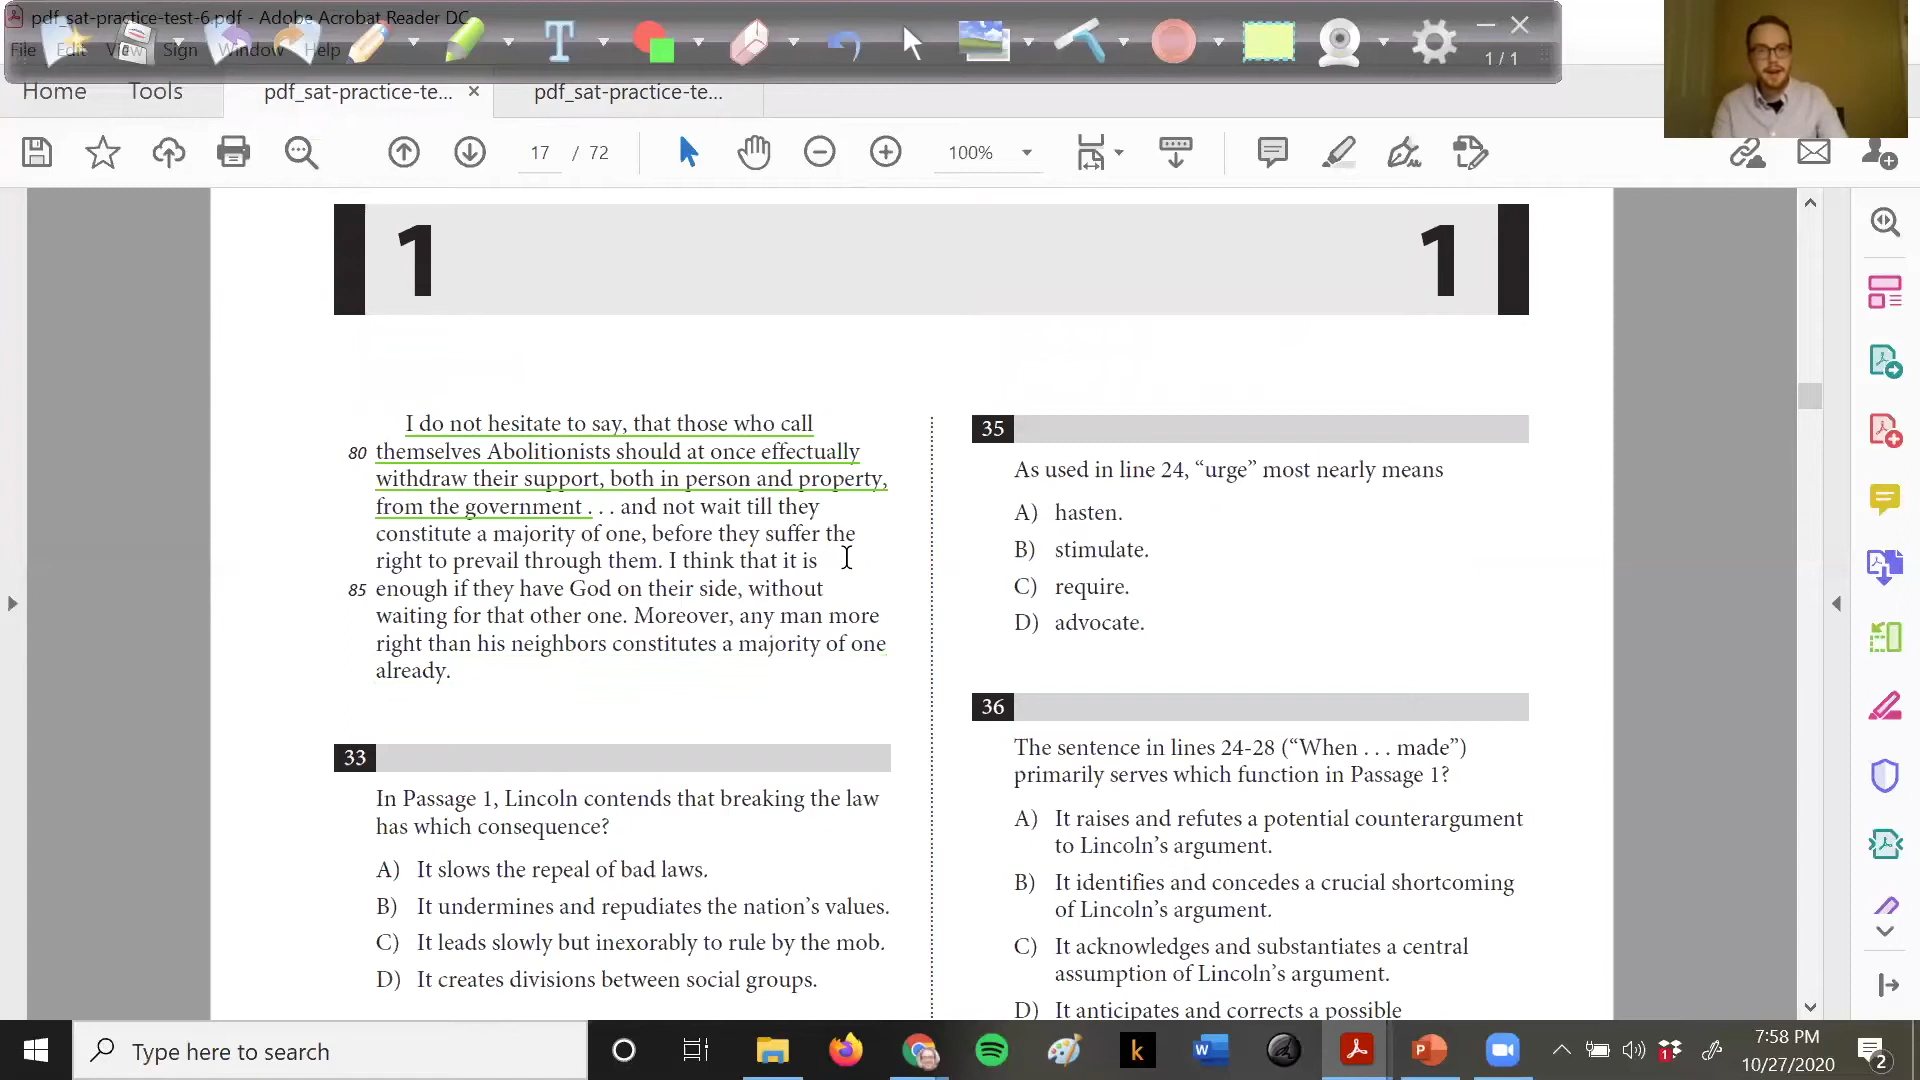 pdf_sat-practice-test-6.pdf - Adobe Acrobat Reader DC
File Edit View Sign Window Help
1 / 1
Home Tools pdf_sat-practice-te... × pdf_sat-practice-te...
17 / 72 100%
1 1
I do not hesitate to say, that those who call
80 themselves Abolitionists should at once effectually
withdraw their support, both in person and property,
from the government . . . and not wait till they
constitute a majority of one, before they suffer the
right to prevail through them. I think that it is
85 enough if they have God on their side, without
waiting for that other one. Moreover, any man more
right than his neighbors constitutes a majority of one
already.
33
In Passage 1, Lincoln contends that breaking the law
has which consequence?
A) It slows the repeal of bad laws.
B) It undermines and repudiates the nation’s values.
C) It leads slowly but inexorably to rule by the mob.
D) It creates divisions between social groups.
35
As used in line 24, “urge” most nearly means
A) hasten.
B) stimulate.
C) require.
D) advocate.
36
The sentence in lines 24-28 (“When . . . made”)
primarily serves which function in Passage 1?
A) It raises and refutes a potential counterargument
to Lincoln’s argument.
B) It identifies and concedes a crucial shortcoming
of Lincoln’s argument.
C) It acknowledges and substantiates a central
assumption of Lincoln’s argument.
D) It anticipates and corrects a possible
Type here to search
7:58 PM
10/27/2020
2